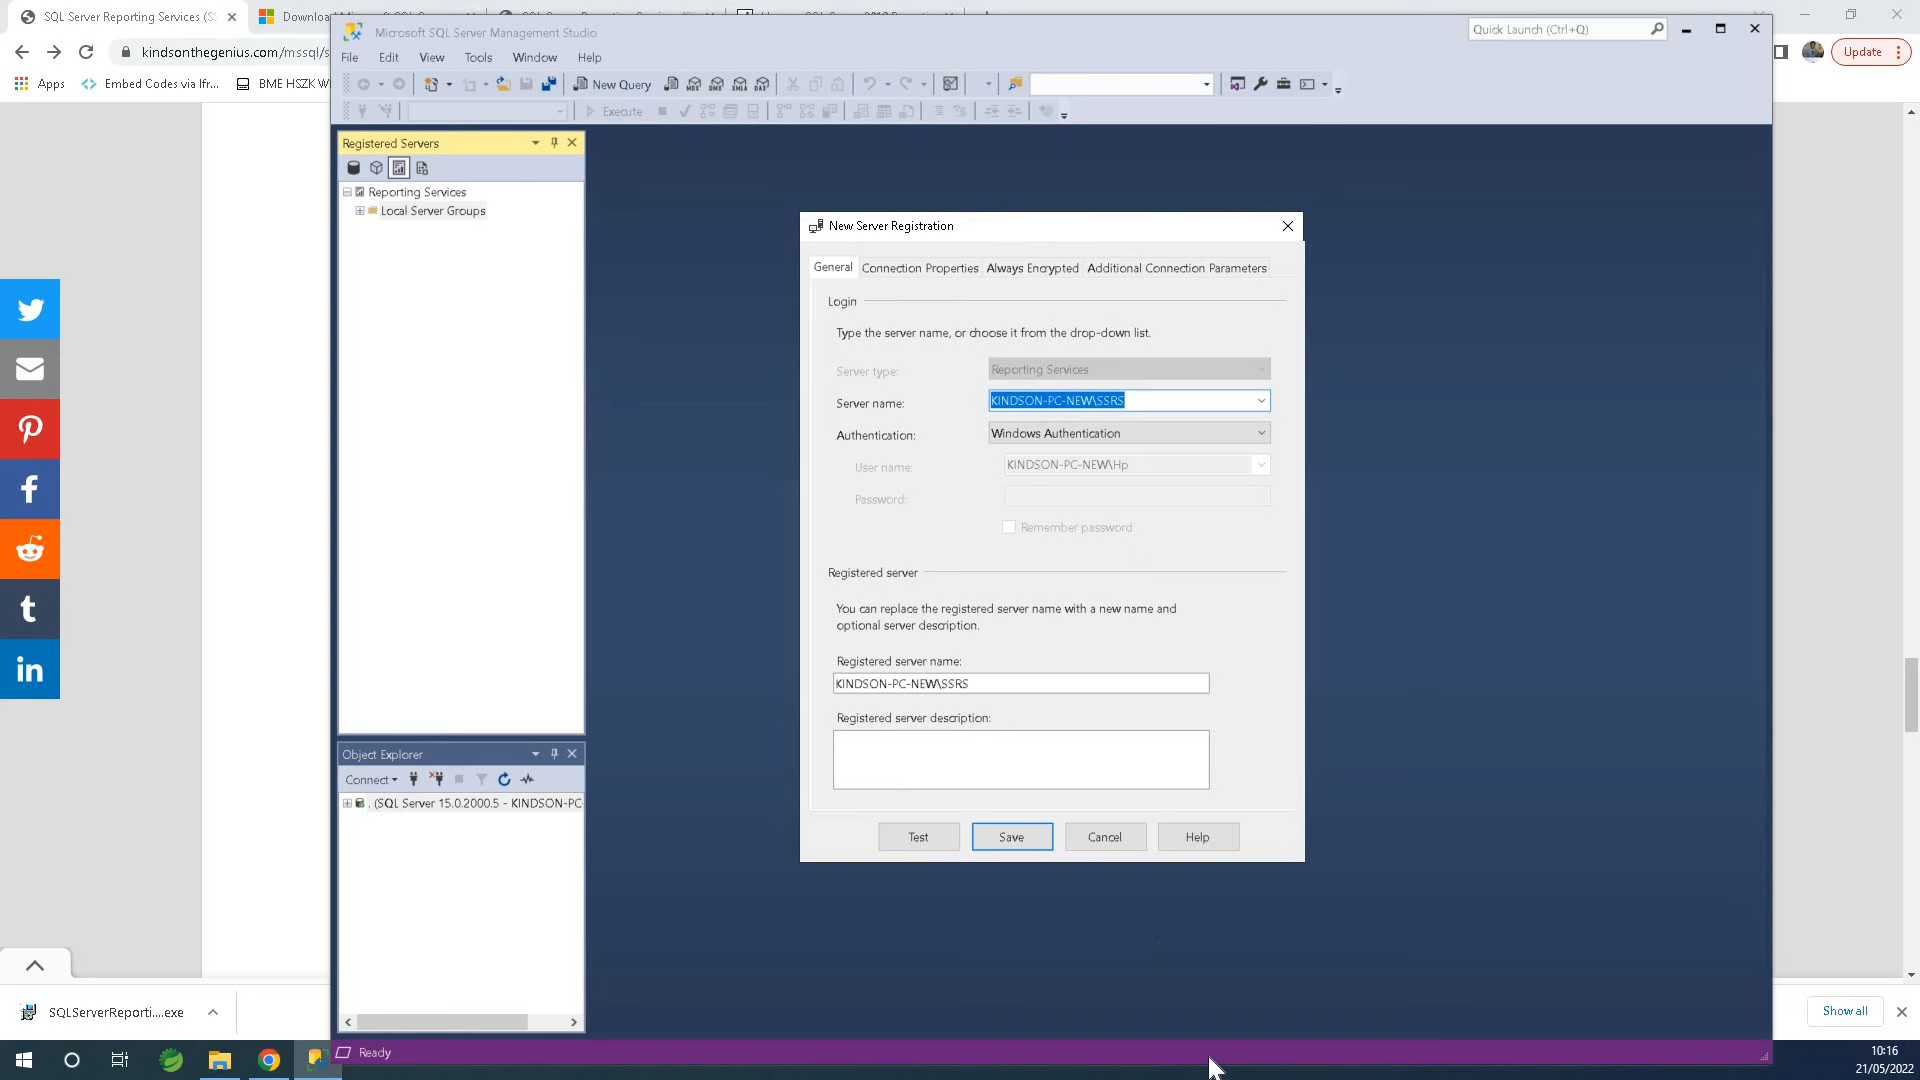 SQL Server Reporting Services (SS
Downloa
kindsonthegenius.com/mssql/s
Update
Apps
Embed Codes via Ifr...
BME HSZK W
Microsoft SQL Server Management Studio
Quick Launch (Ctrl+Q)
File Edit View Tools Window Help
New Query
MDX DMX XMLA DAX
Execute
Registered Servers
Reporting Services
Local Server Groups
New Server Registration
General Connection Properties Always Encrypted Additional Connection Parameters
Login
Type the server name, or choose it from the drop-down list.
Server type: Reporting Services
Server name: KINDSON-PC-NEW\SSRS
Authentication: Windows Authentication
User name: KINDSON-PC-NEW\Hp
Password:
Remember password
Registered server
You can replace the registered server name with a new name and
optional server description.
Registered server name:
KINDSON-PC-NEW\SSRS
Registered server description:
Test Save Cancel Help
Object Explorer
Connect
. (SQL Server 15.0.2000.5 - KINDSON-PC-
Ready
SQLServerReporti....exe
Show all
10:16
21/05/2022